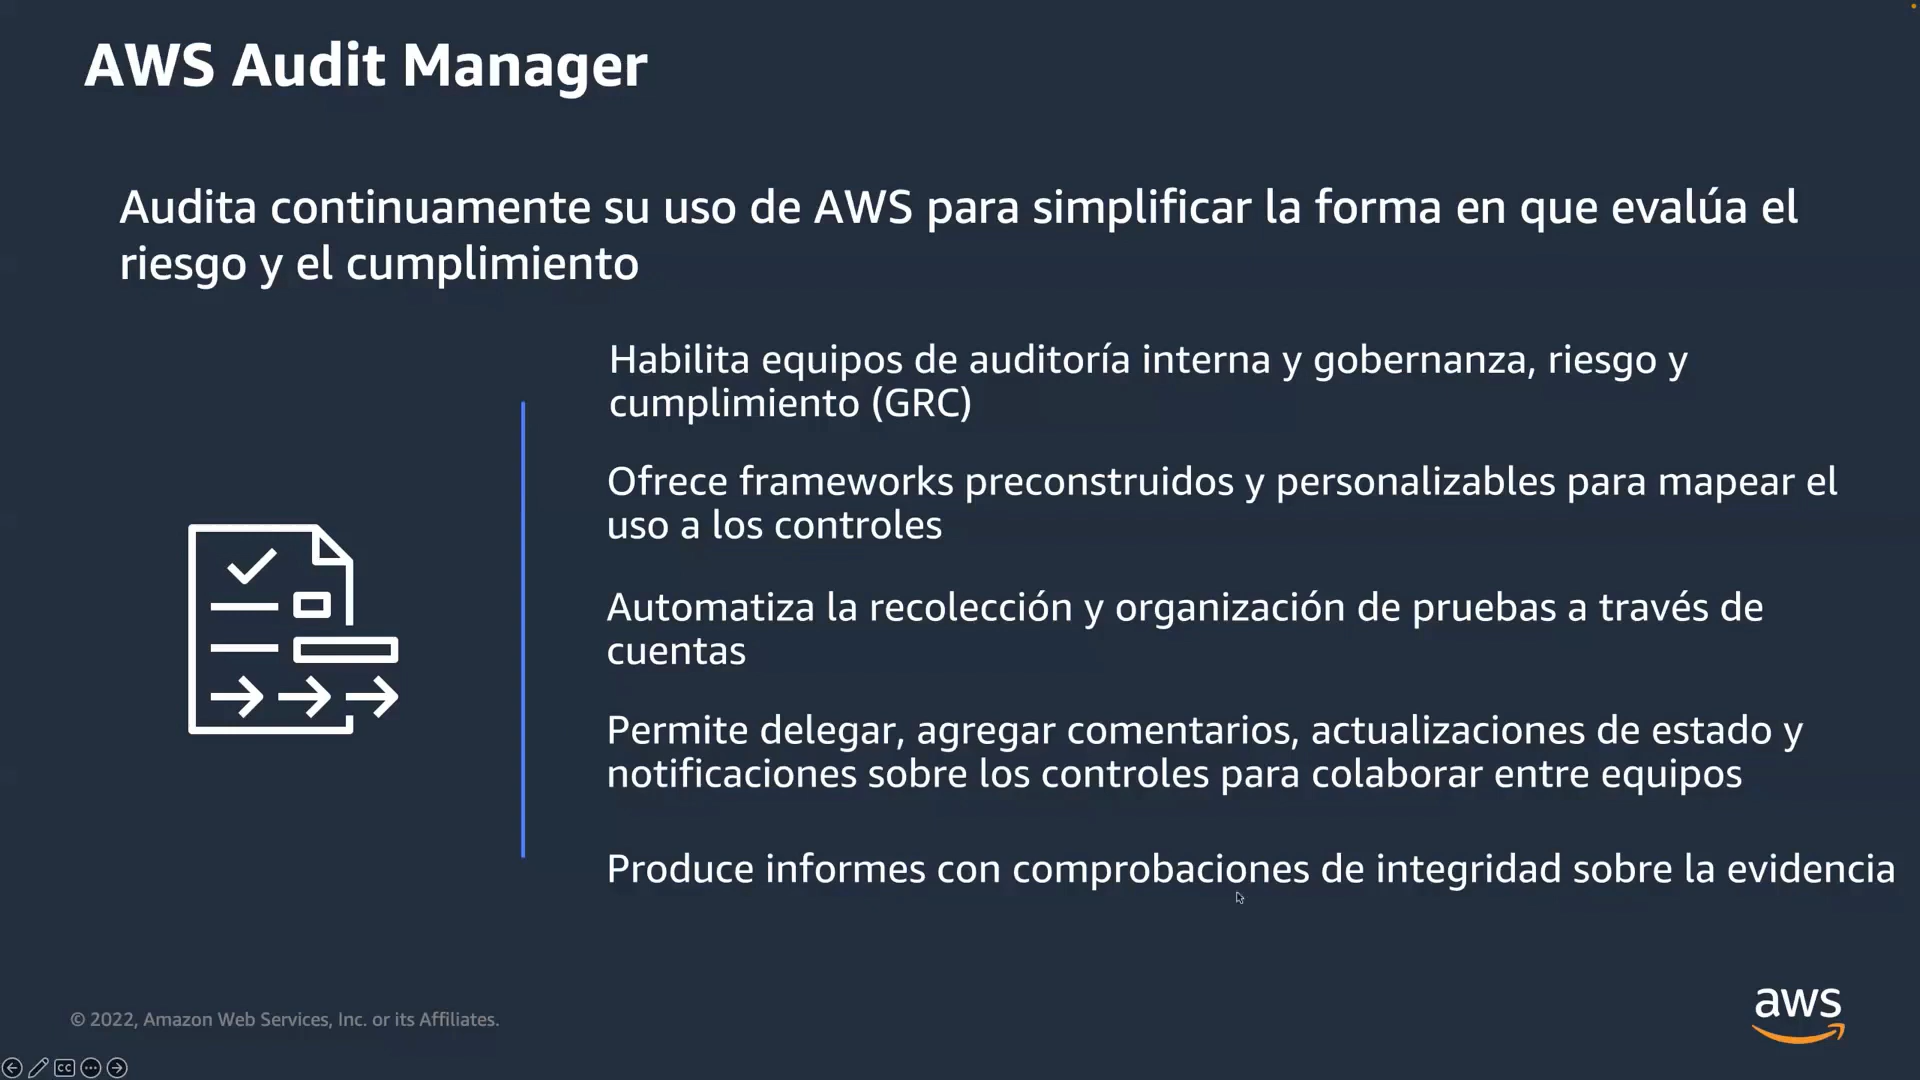 AWS Audit Manager
Audita continuamente su uso de AWS para simplificar la forma en que evalúa el
riesgo y el cumplimiento
Habilita equipos de auditoría interna y gobernanza, riesgo y
cumplimiento (GRC)
Ofrece frameworks preconstruidos y personalizables para mapear el
uso a los controles
Automatiza la recolección y organización de pruebas a través de
cuentas
Permite delegar, agregar comentarios, actualizaciones de estado y
notificaciones sobre los controles para colaborar entre equipos
Produce informes con comprobaciones de integridad sobre la evidencia
© 2022, Amazon Web Services, Inc. or its Affiliates.
aws
CC